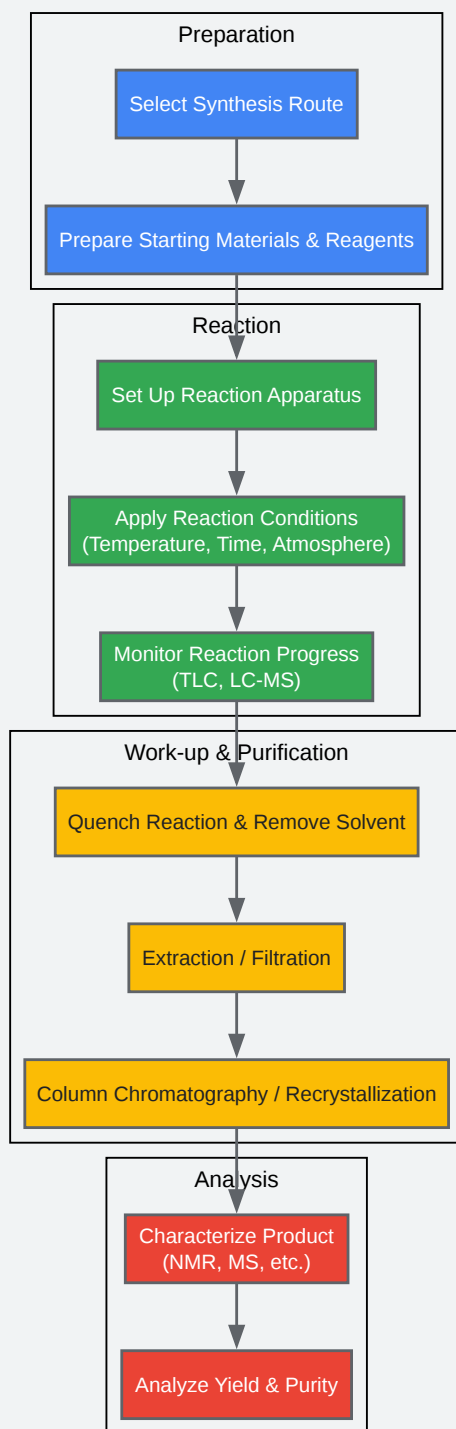 Preparation
Select Synthesis Route
Prepare Starting Materials & Reagents
Reaction
Set Up Reaction Apparatus
Apply Reaction Conditions
(Temperature, Time, Atmosphere)
Monitor Reaction Progress
(TLC, LC-MS)
Work-up & Purification
Quench Reaction & Remove Solvent
Extraction / Filtration
Column Chromatography / Recrystallization
Analysis
Characterize Product
(NMR, MS, etc.)
Analyze Yield & Purity